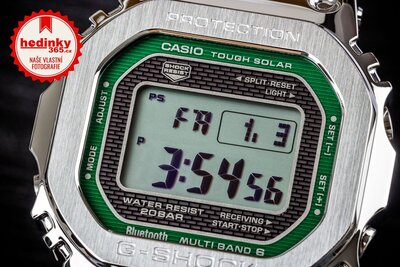 hedinky
365.cz
NAŠE VLASTNÍ
FOTOGRAFIE
PROTECTION
CASIO TOUGH SOLAR
SHOCK
RESIST
SPLIT·RESET
LIGHT
ADJUST
MODE
SET [–]
SET [+]
PS
FR 1. 3
P
3:54 56
WATER RESIST
20BAR
RECEIVING
START·STOP
Bluetooth MULTI BAND 6
G-SHOCK